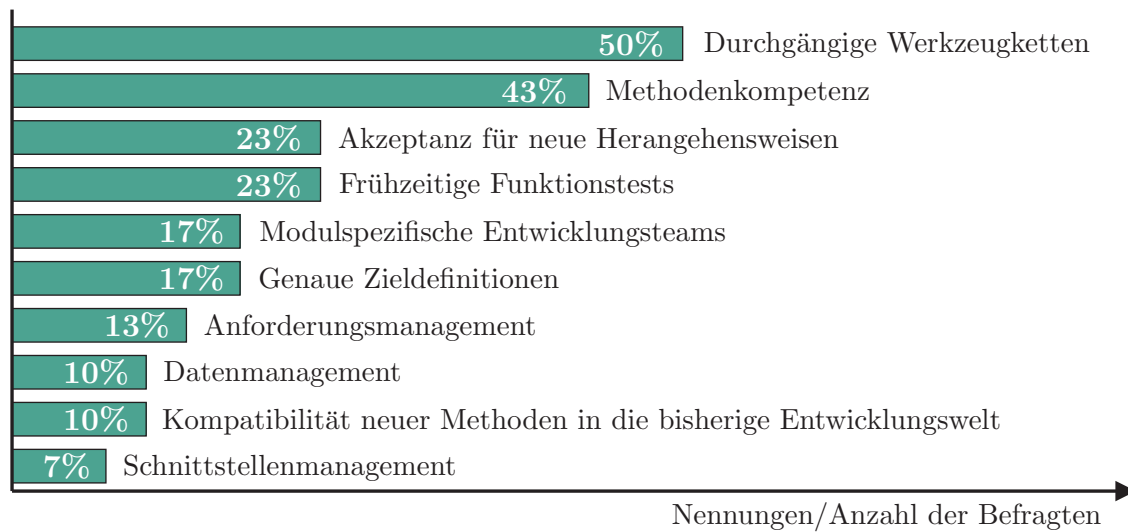 50% Durchgängige Werkzeugketten
43% Methodenkompetenz
23% Akzeptanz für neue Herangehensweisen
23% Frühzeitige Funktionstests
17% Modulspezifische Entwicklungsteams
17% Genaue Zieldefinitionen
13% Anforderungsmanagement
10% Datenmanagement
10% Kompatibilität neuer Methoden in die bisherige Entwicklungswelt
7% Schnittstellenmanagement
Nennungen/Anzahl der Befragten